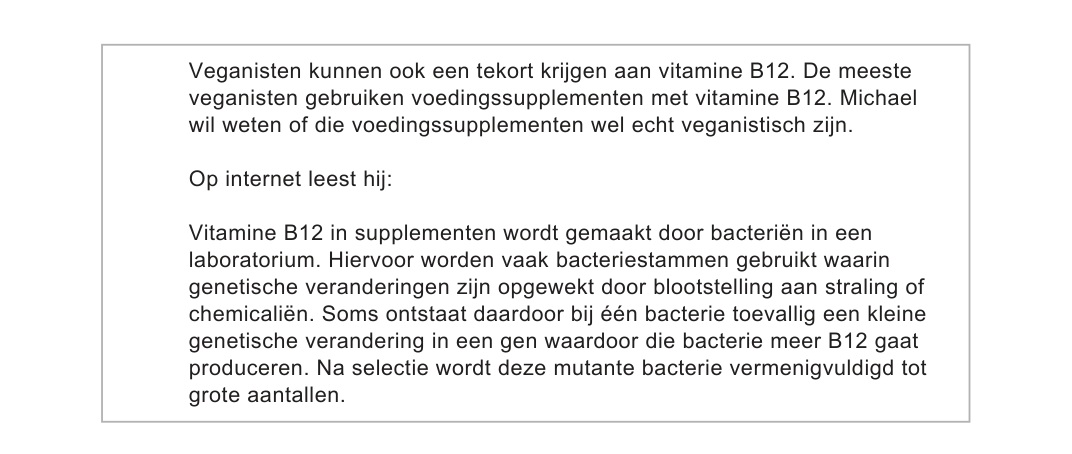 Veganisten kunnen ook een tekort krijgen aan vitamine B12. De meeste
veganisten gebruiken voedingssupplementen met vitamine B12. Michael
wil weten of die voedingssupplementen wel echt veganistisch zijn.
Op internet leest hij:
Vitamine B12 in supplementen wordt gemaakt door bacteriën in een
laboratorium. Hiervoor worden vaak bacteriestammen gebruikt waarin
genetische veranderingen zijn opgewekt door blootstelling aan straling of
chemicaliën. Soms ontstaat daardoor bij één bacterie toevallig een kleine
genetische verandering in een gen waardoor die bacterie meer B12 gaat
produceren. Na selectie wordt deze mutante bacterie vermenigvuldigd tot
grote aantallen.